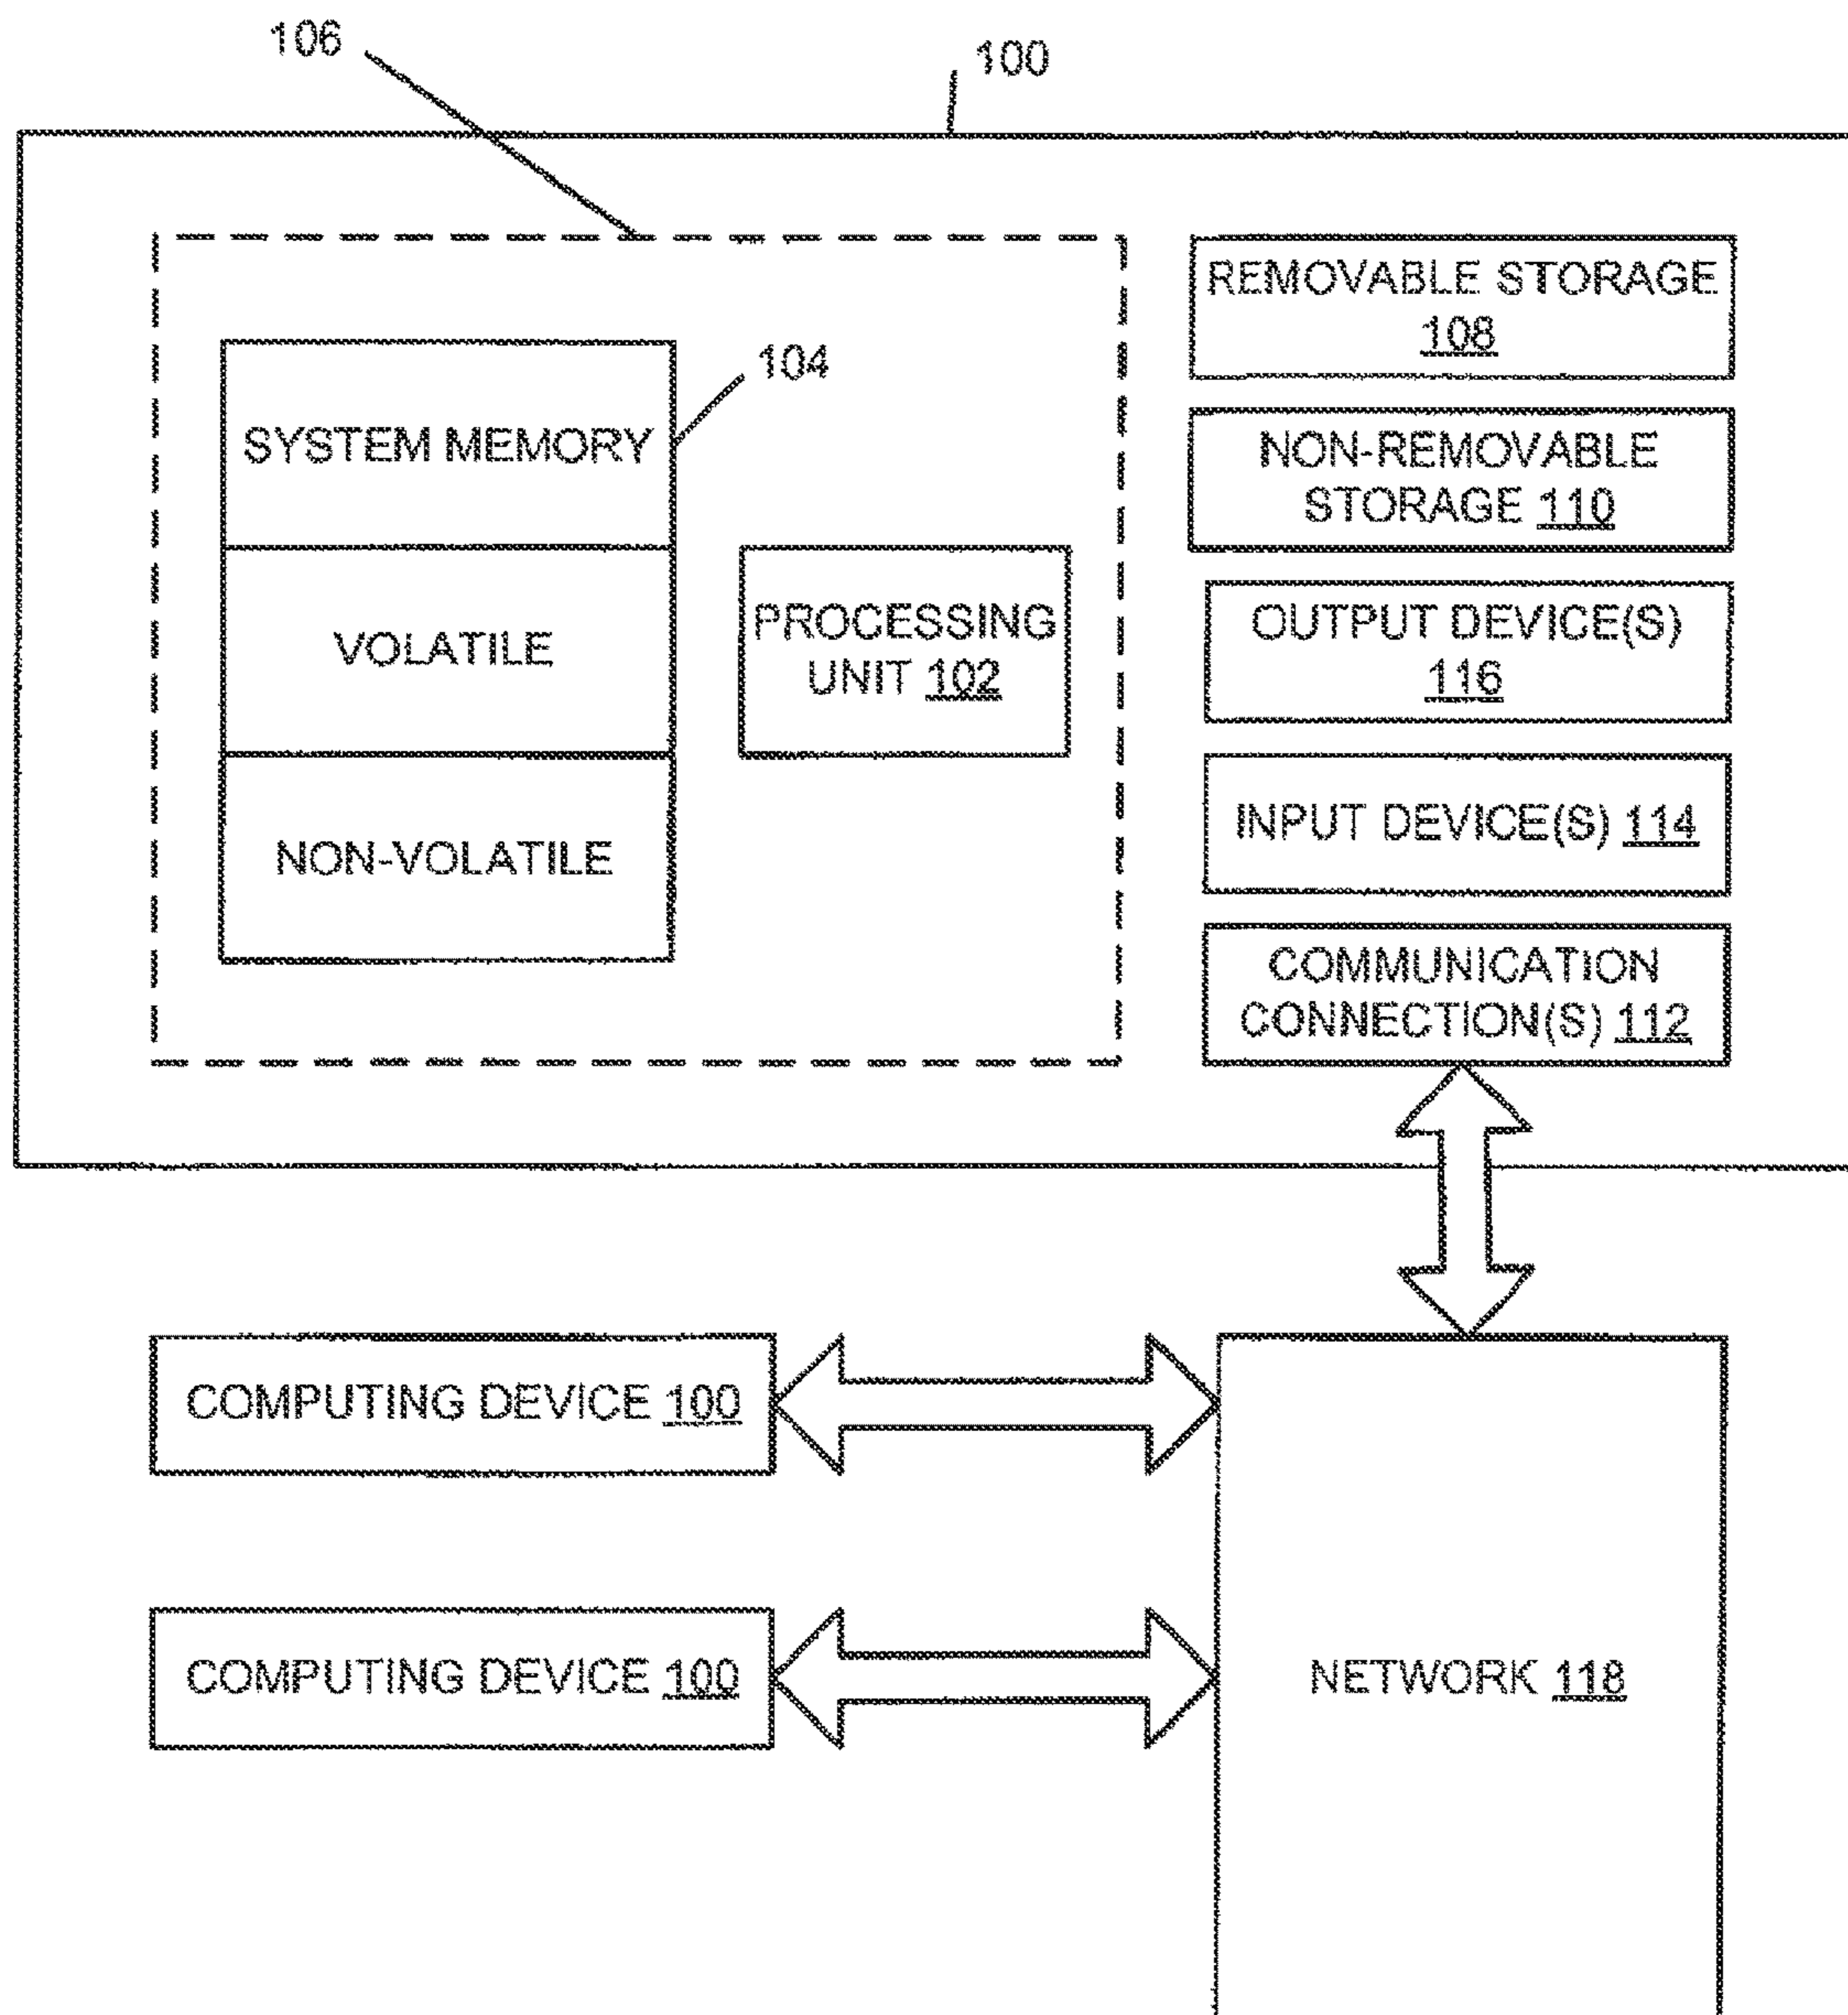 106
100
REMOVABLE STORAGE
108
104
SYSTEM MEMORY
NON-REMOVABLE
STORAGE 110
VOLATILE
PROCESSING
UNIT 102
OUTPUT DEVICE(S)
116
NON-VOLATILE
INPUT DEVICE(S) 114
COMMUNICATION
CONNECTION(S) 112
COMPUTING DEVICE 100
COMPUTING DEVICE 100
NETWORK 118